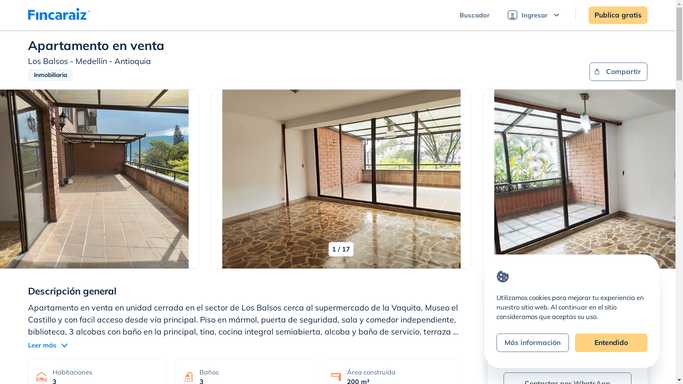 Fincaraiz
Buscador
Ingresar
Publica gratis
Apartamento en venta
Los Balsos - Medellín - Antioquia
Inmobiliaria
Compartir
1 / 17
Descripción general
Apartamento en venta en unidad cerrada en el sector de Los Balsos cerca al supermercado de la Vaquita, Museo el
Castillo y con facil acceso desde vía principal. Piso en mármol, puerta de seguridad, sala y comedor independiente,
biblioteca, 3 alcobas con baño en la principal, tina, cocina integral semiabierta, alcoba y baño de servicio, terraza ...
Leer más
Habitaciones
3
Baños
3
Área construida
200 m²
Utilizamos cookies para mejorar tu experiencia en
nuestro sitio web. Al continuar en el sitio
consideramos que aceptas su uso.
Más información
Entendido
Contactar por WhatsApp